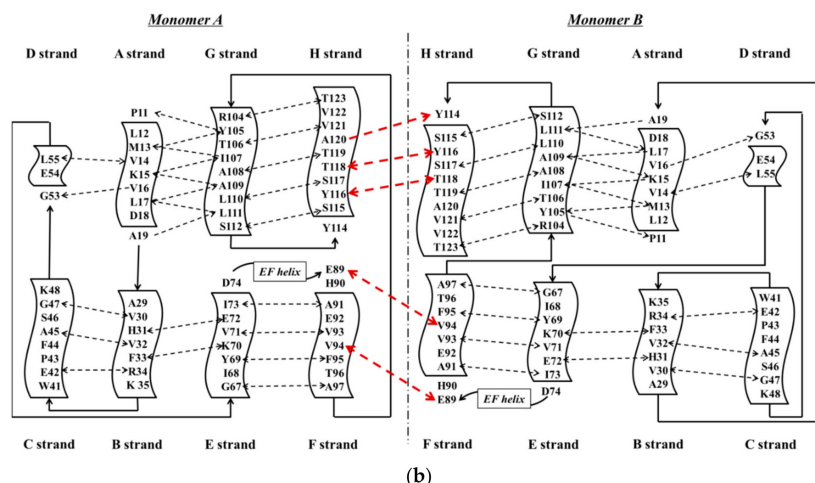 Monomer A
Monomer B
D strand
A strand
G strand
H strand
H strand
G strand
A strand
D strand
L55
E54
G53
P11
L12
M13
V14
K15
V16
L17
D18
A19
R104
Y105
T106
I107
A108
A109
L110
L111
S112
T123
V122
V121
A120
T119
T118
S117
Y116
S115
Y114
Y114
S115
Y116
S117
T118
T119
A120
V121
V122
T123
S112
L111
L110
A109
A108
I107
T106
Y105
R104
A19
D18
L17
V16
K15
V14
M13
L12
P11
G53
E54
L55
K48
G47
S46
A45
F44
P43
E42
W41
A29
V30
H31
V32
F33
R34
K 35
D74
EF helix
I73
E72
V71
K70
Y69
I68
G67
E89
H90
A91
E92
V93
V94
F95
T96
A97
A97
T96
F95
V94
V93
E92
A91
H90
E89
EF helix
G67
I68
Y69
K70
V71
E72
I73
D74
K35
R34
F33
V32
H31
V30
A29
W41
E42
P43
F44
A45
S46
G47
K48
C strand
B strand
E strand
F strand
F strand
E strand
B strand
C strand
(b)